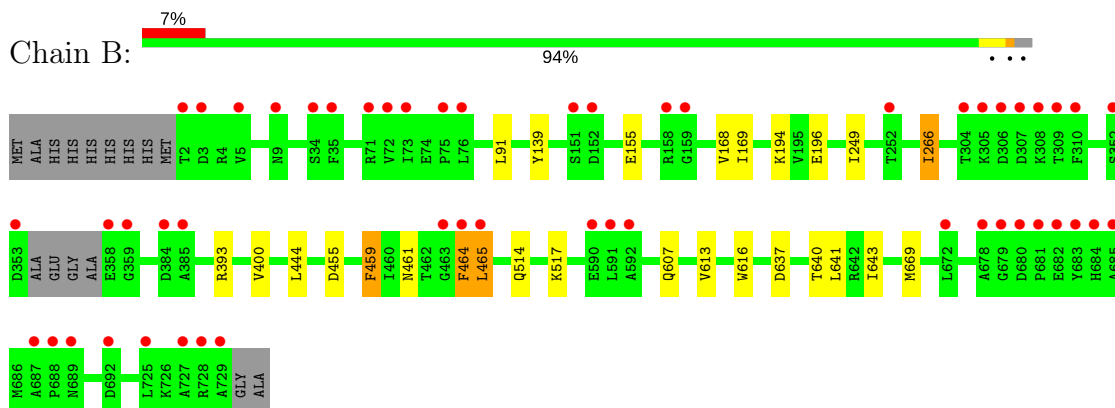 7%
Chain B:
94%
MET ALA HIS HIS HIS HIS HIS HIS MET T2 D3 R4 V5 N9 S34 F35 R71 V72 I73 E74 P75 L76 L91 Y139 S151 D152 E155 R158 G159 V168 I169 K194 V195 E196 I249 T252 I266 T304 K305 D306 D307 K308 T309 F310 S352
D353 ALA GLU GLY ALA E358 G359 D384 A385 R393 V400 L444 D455 F459 I460 N461 T462 G463 F464 L465 Q514 K517 E590 L591 A592 Q607 V613 W616 D637 T640 L641 R642 I643 M669 L672 A678 G679 D680 P681 E682 Y683 H684 A685
M686 A687 P688 N689 D692 L725 K726 A727 R728 A729 GLY ALA